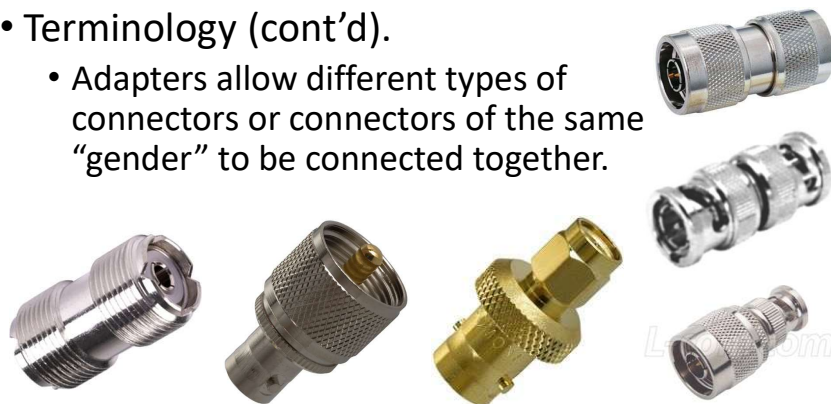 • Terminology (cont’d).
• Adapters allow different types of
connectors or connectors of the same
“gender” to be connected together.